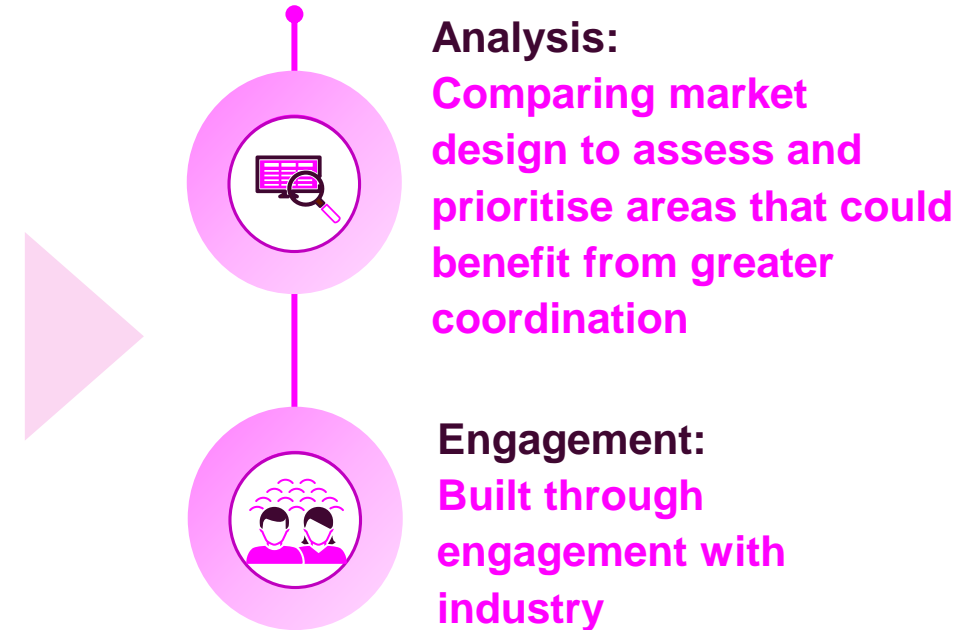 Analysis:
Comparing market
design to assess and
prioritise areas that could
benefit from greater
coordination
Engagement:
Built through
engagement with
industry